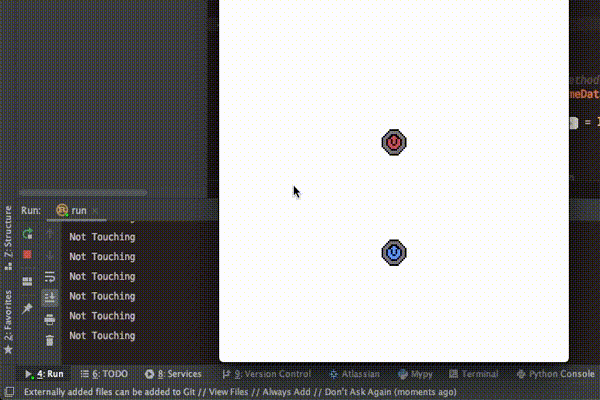 ethod
meDat
= 1
Run: run
Not Touching
Not Touching
Not Touching
Not Touching
Not Touching
Not Touching
7: Structure
2: Favorites
4: Run 6: TODO 8: Services 9: Version Control Atlassian Mypy Terminal Python Console
Externally added files can be added to Git // View Files // Always Add // Don't Ask Again (moments ago)